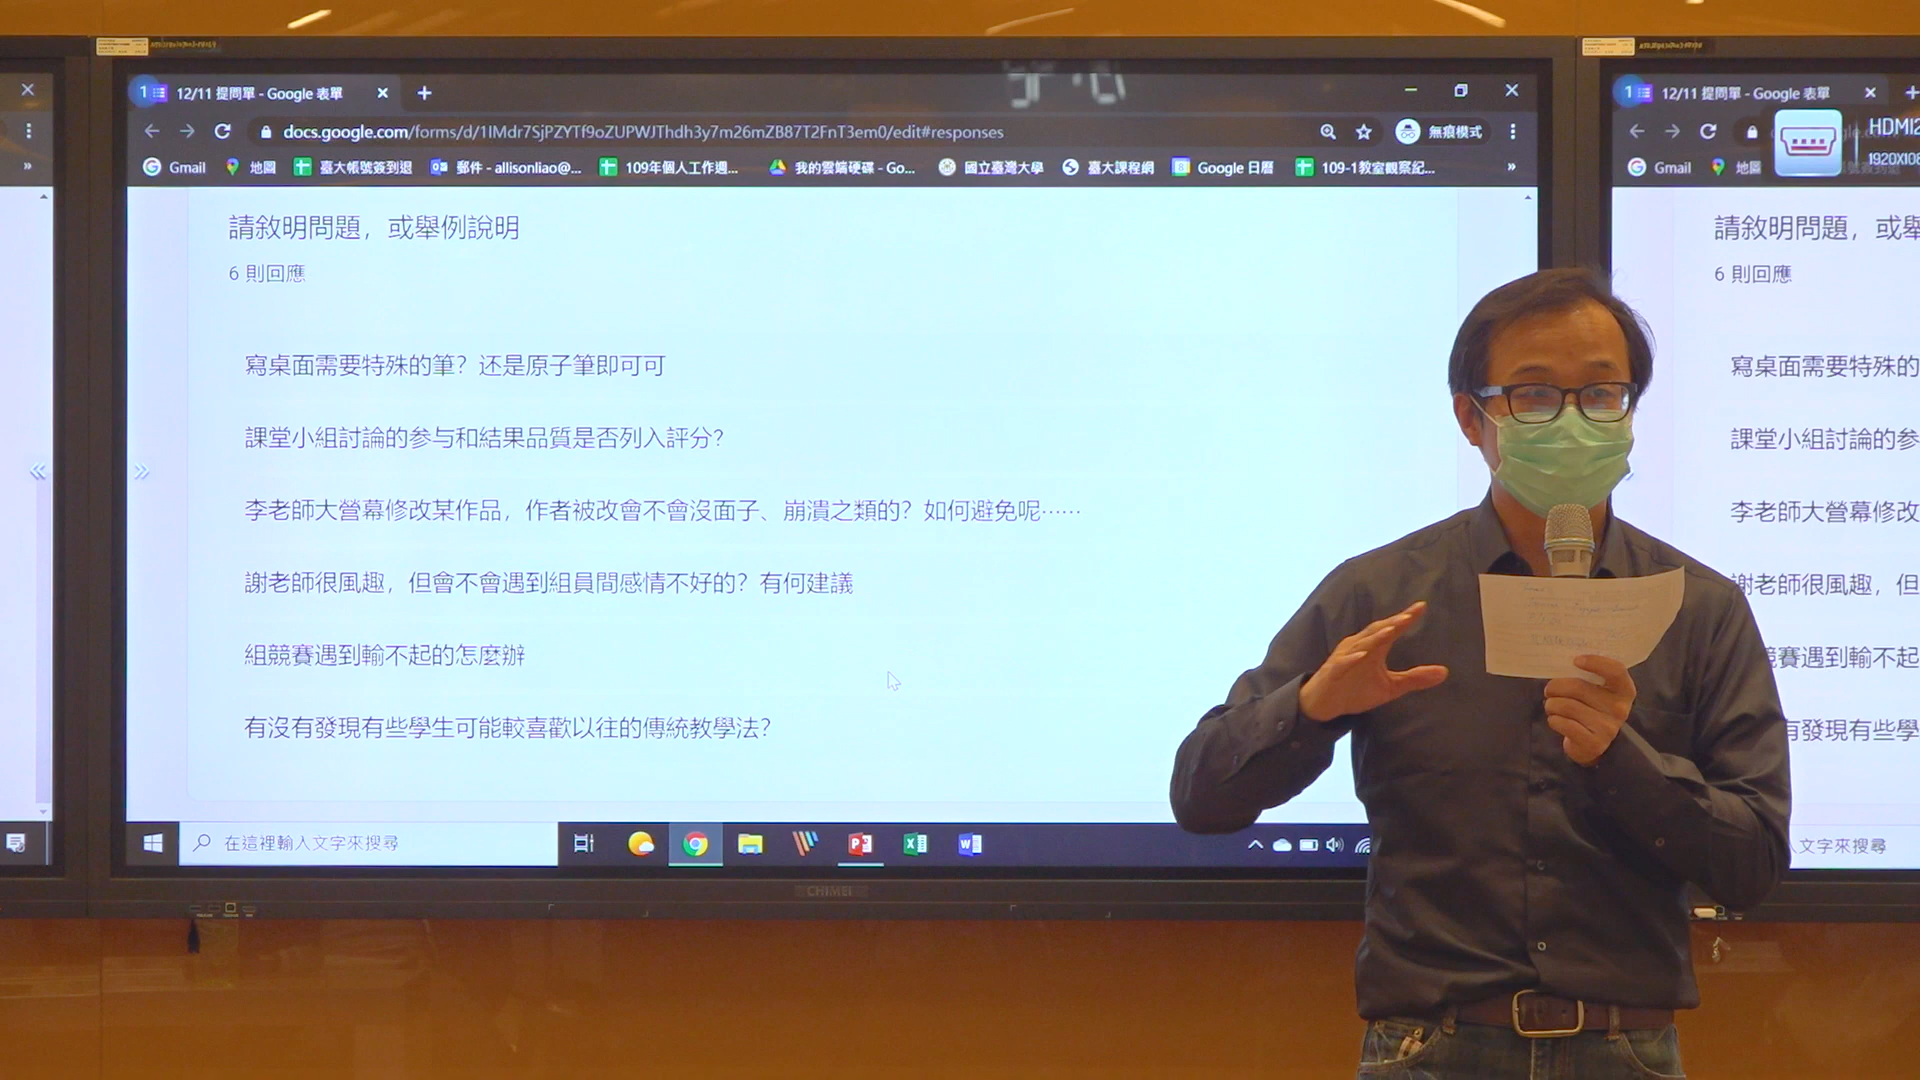 12/11 提問單 - Google 表單
docs.google.com/forms/d/1IMdr7SjPZYTf9oZUPWJThdh3y7m26mZB87T2FnT3em0/edit#responses
無痕模式
Gmail 地圖 臺大帳號簽到退 郵件 - allisonliao@... 109年個人工作週... 我的雲端硬碟 - Go... 國立臺灣大學 臺大課程網 Google 日曆 109-1教室觀察紀...
請敘明問題，或舉例說明
6 則回應
寫桌面需要特殊的筆？还是原子筆即可可
課堂小組討論的参与和結果品質是否列入評分？
李老師大螢幕修改某作品，作者被改會不會沒面子、崩潰之類的？如何避免呢⋯⋯
謝老師很風趣，但會不會遇到組員間感情不好的？有何建議
組競賽遇到輸不起的怎麼辦
有沒有發現有些學生可能較喜歡以往的傳統教學法？
在這裡輸入文字來搜尋
CHIMEI
12/11 提問單 - Google 表單
HDMI2
Gmail 地圖
請敘明問題，或舉
6 則回應
寫桌面需要特殊的
課堂小組討論的参
李老師大螢幕修改
謝老師很風趣，但
競賽遇到輸不起
有發現有些學
文字來搜尋